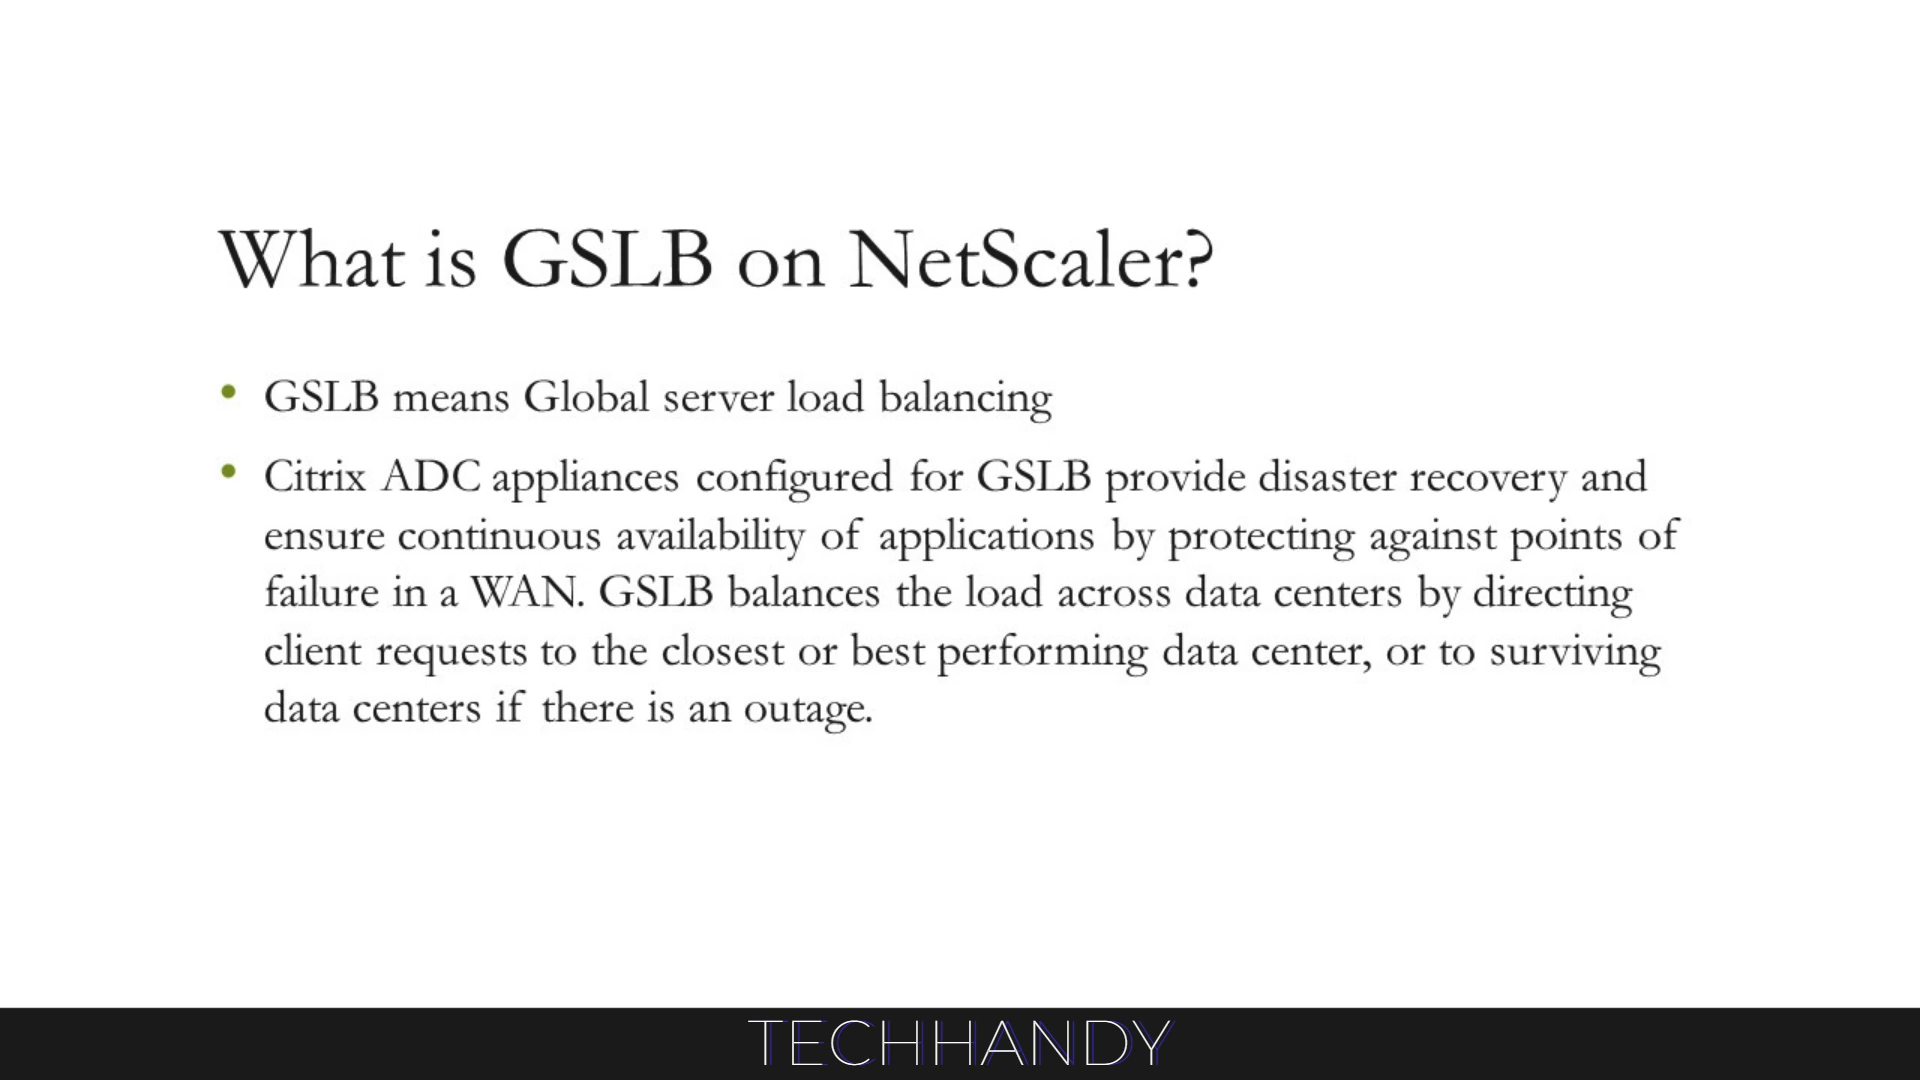 What is GSLB on NetScaler?
• GSLB means Global server load balancing
• Citrix ADC appliances configured for GSLB provide disaster recovery and
ensure continuous availability of applications by protecting against points of
failure in a WAN. GSLB balances the load across data centers by directing
client requests to the closest or best performing data center, or to surviving
data centers if there is an outage.
TECHHANDY